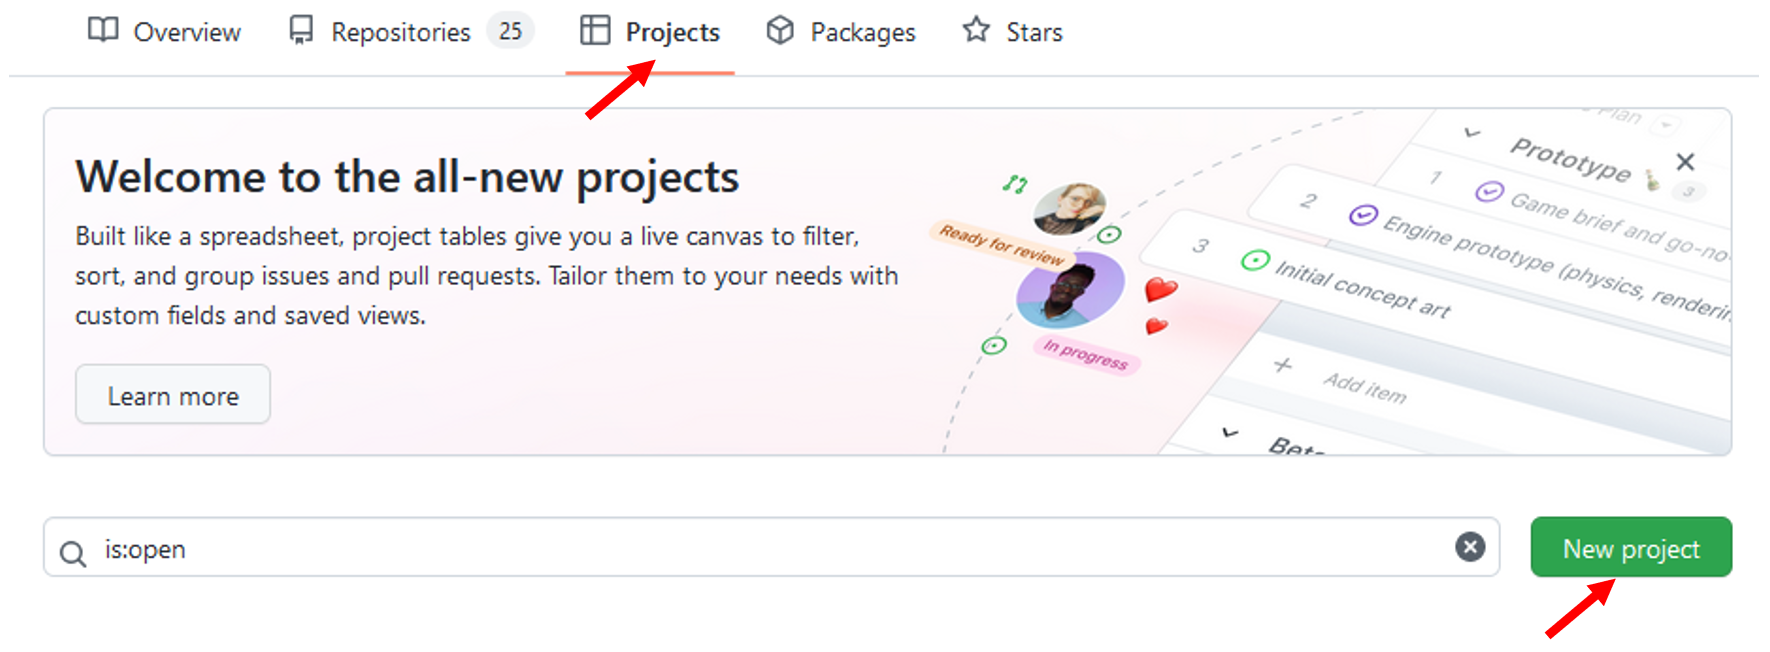 Overview
Repositories 25
Projects
Packages
Stars
Welcome to the all-new projects
Built like a spreadsheet, project tables give you a live canvas to filter,
sort, and group issues and pull requests. Tailor them to your needs with
custom fields and saved views.
Learn more
Ready for review
In progress
Plan
Prototype 3
1 Game brief and go-no-
2 Engine prototype (physics, renderin
3 Initial concept art
+ Add item
Beta
is:open
New project